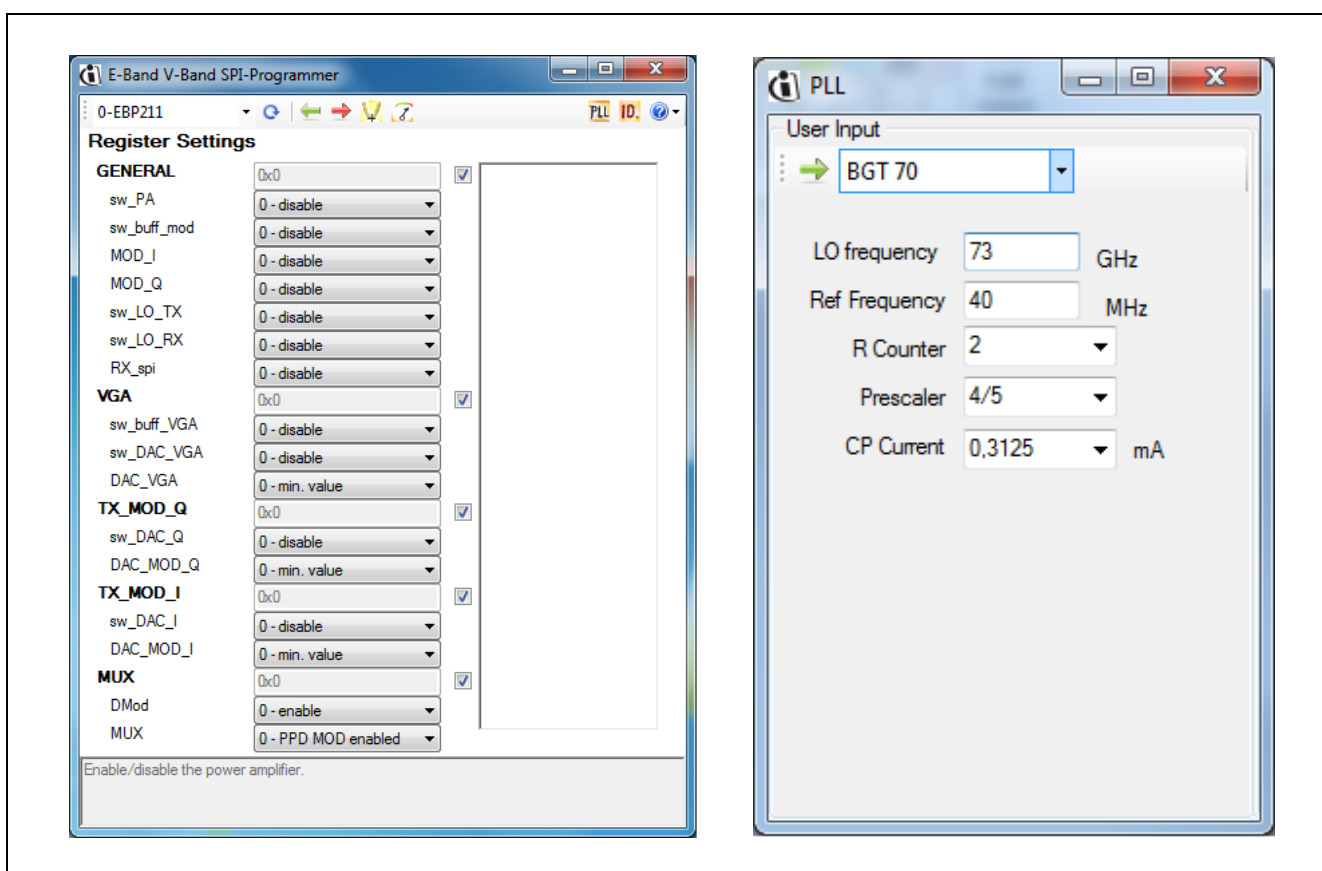 E-Band V-Band SPI-Programmer
0-EBP211
PLL ID.
Register Settings
GENERAL 0x0
sw_PA 0 - disable
sw_buff_mod 0 - disable
MOD_I 0 - disable
MOD_Q 0 - disable
sw_LO_TX 0 - disable
sw_LO_RX 0 - disable
RX_spi 0 - disable
VGA 0x0
sw_buff_VGA 0 - disable
sw_DAC_VGA 0 - disable
DAC_VGA 0 - min. value
TX_MOD_Q 0x0
sw_DAC_Q 0 - disable
DAC_MOD_Q 0 - min. value
TX_MOD_I 0x0
sw_DAC_I 0 - disable
DAC_MOD_I 0 - min. value
MUX 0x0
DMod 0 - enable
MUX 0 - PPD MOD enabled
Enable/disable the power amplifier.
PLL
User Input
BGT 70
LO frequency 73 GHz
Ref Frequency 40 MHz
R Counter 2
Prescaler 4/5
CP Current 0,3125 mA